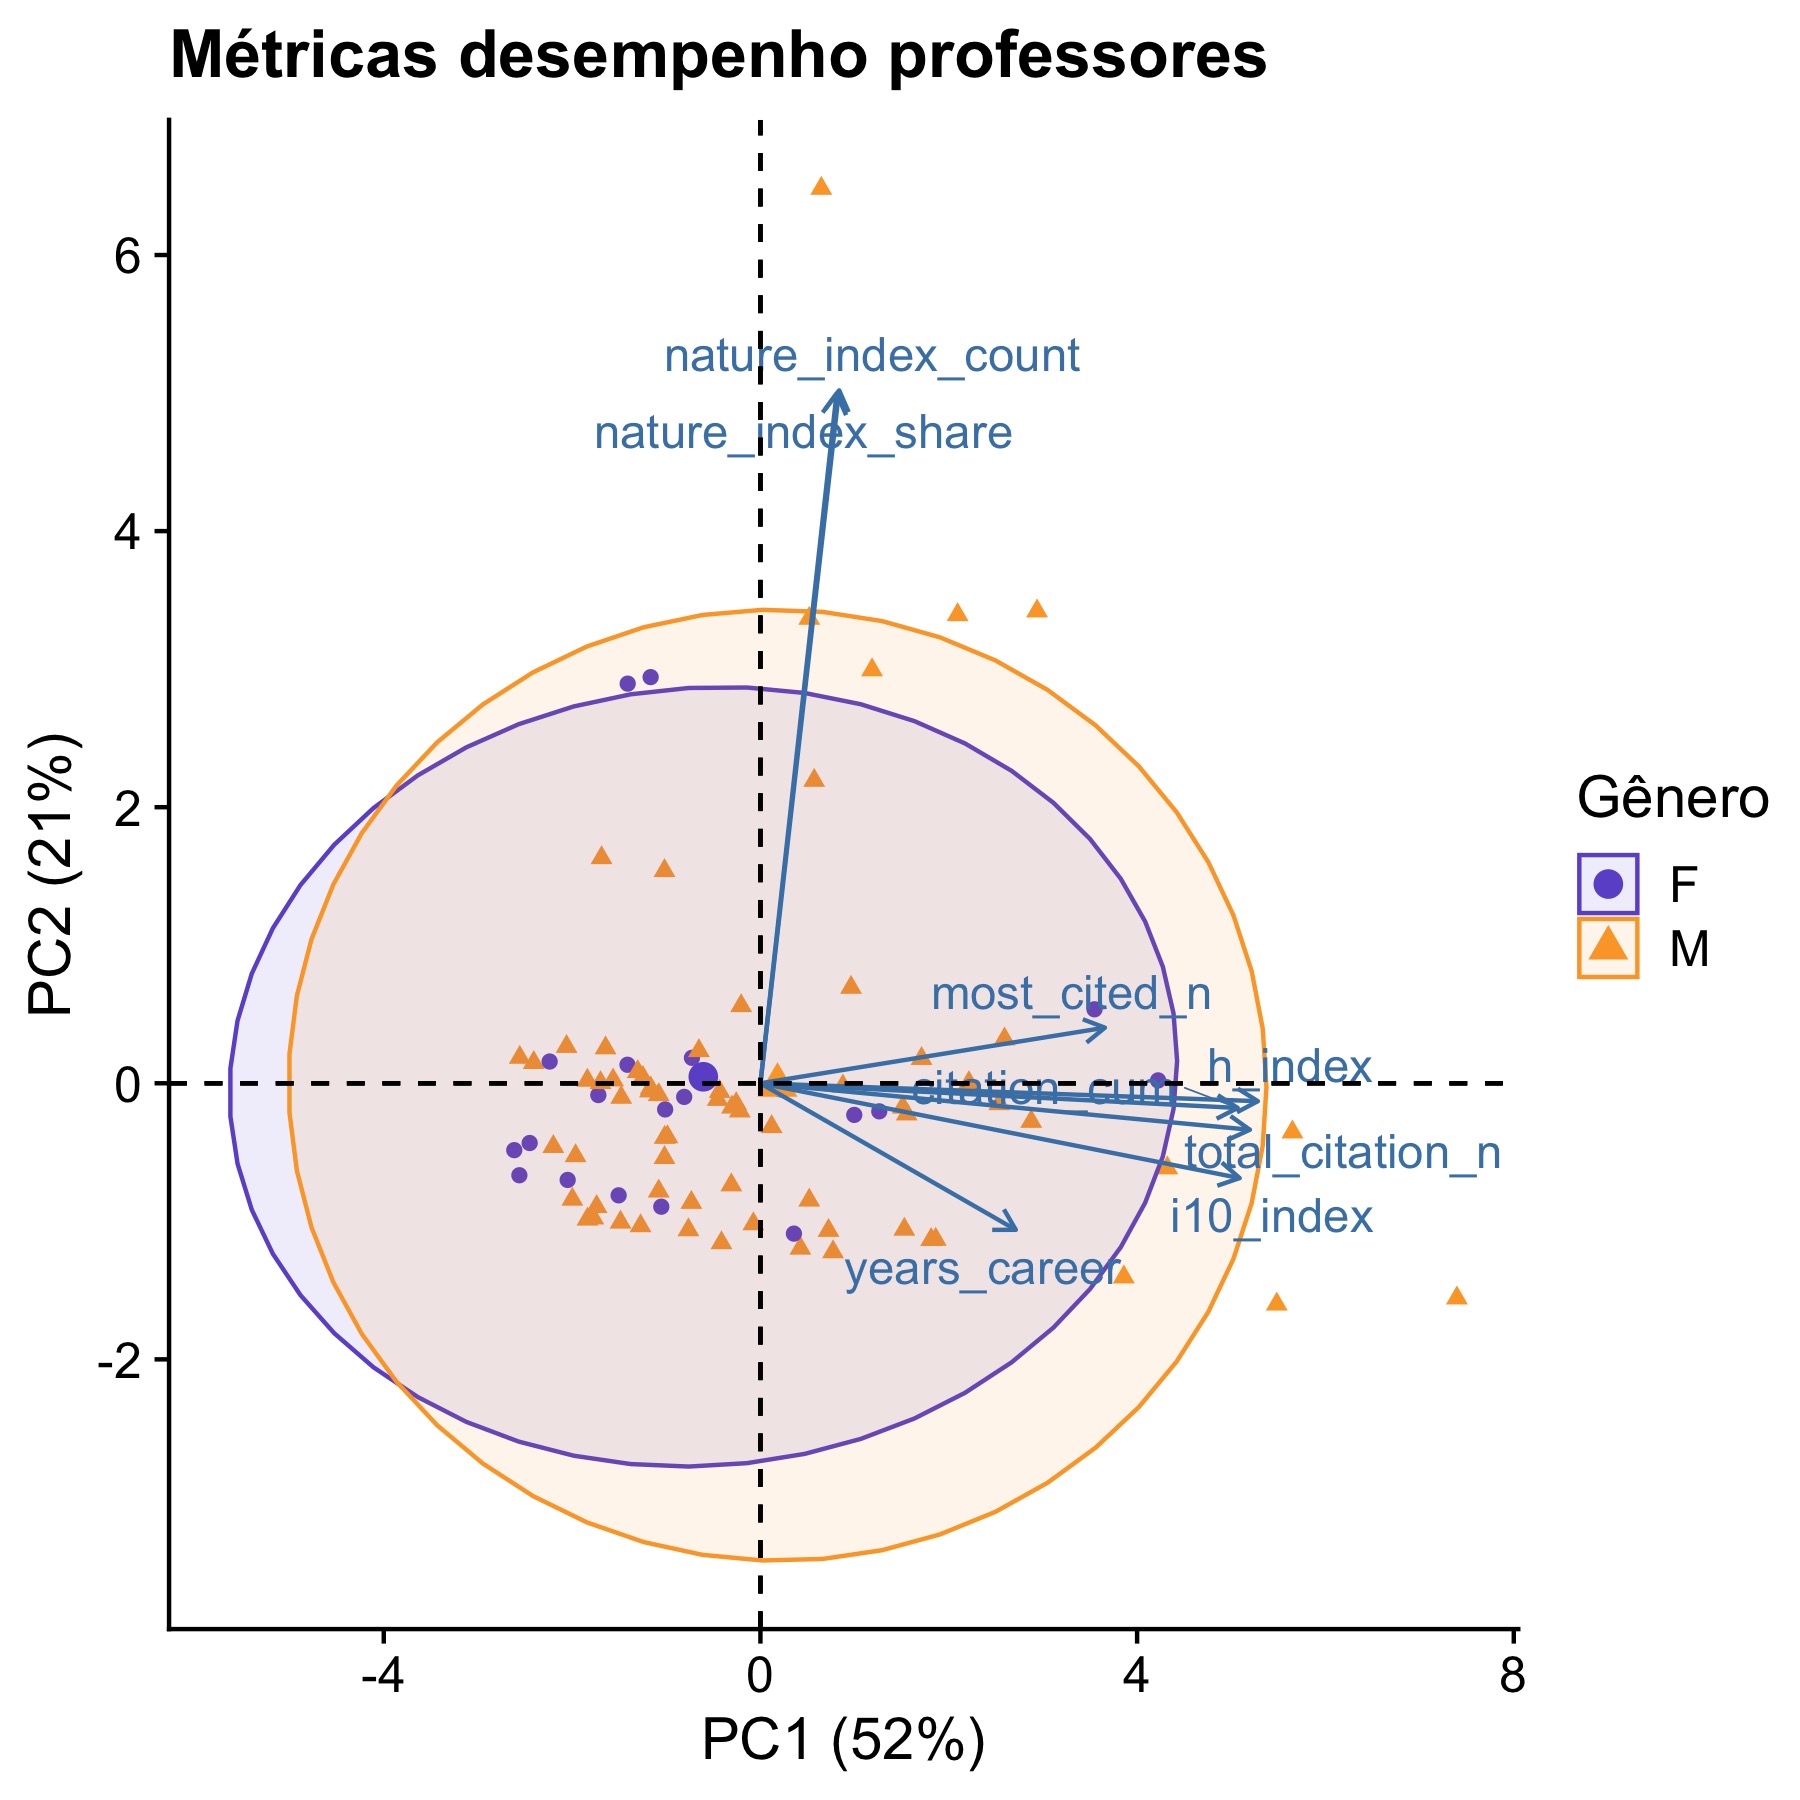 Métricas desempenho professores
PC2 (21%)
6
4
2
0
-2
nature_index_count
nature_index_share
most_cited_n
h_index
total_citation_n
i10_index
years_career
Gênero
F
M
-4 0 4 8
PC1 (52%)